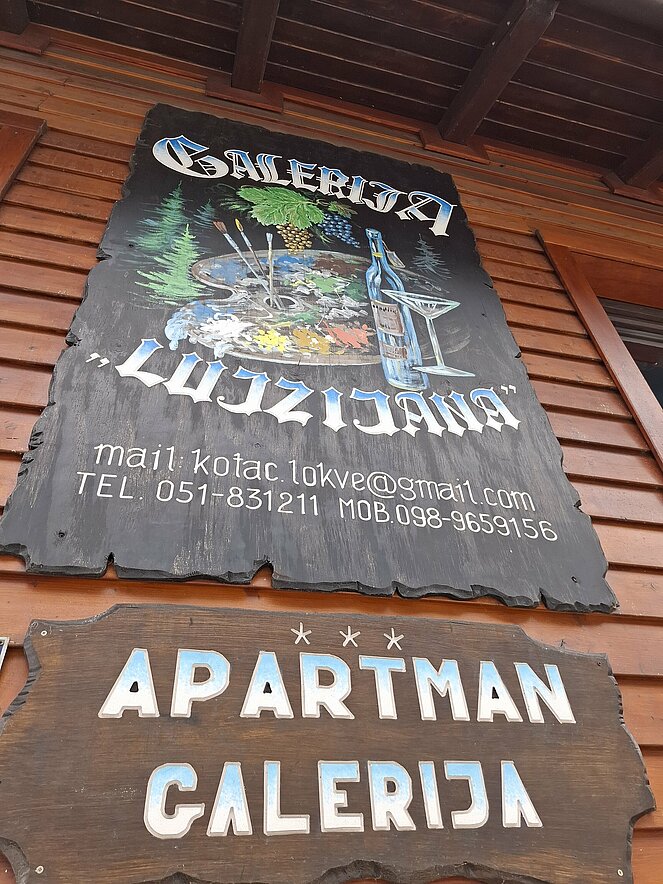 GALERIJA
„LUJZIJANA”
mail: kotac.lokve@gmail.com
TEL. 051-831211 MOB.098-9659156
APARTMAN
GALERIJA